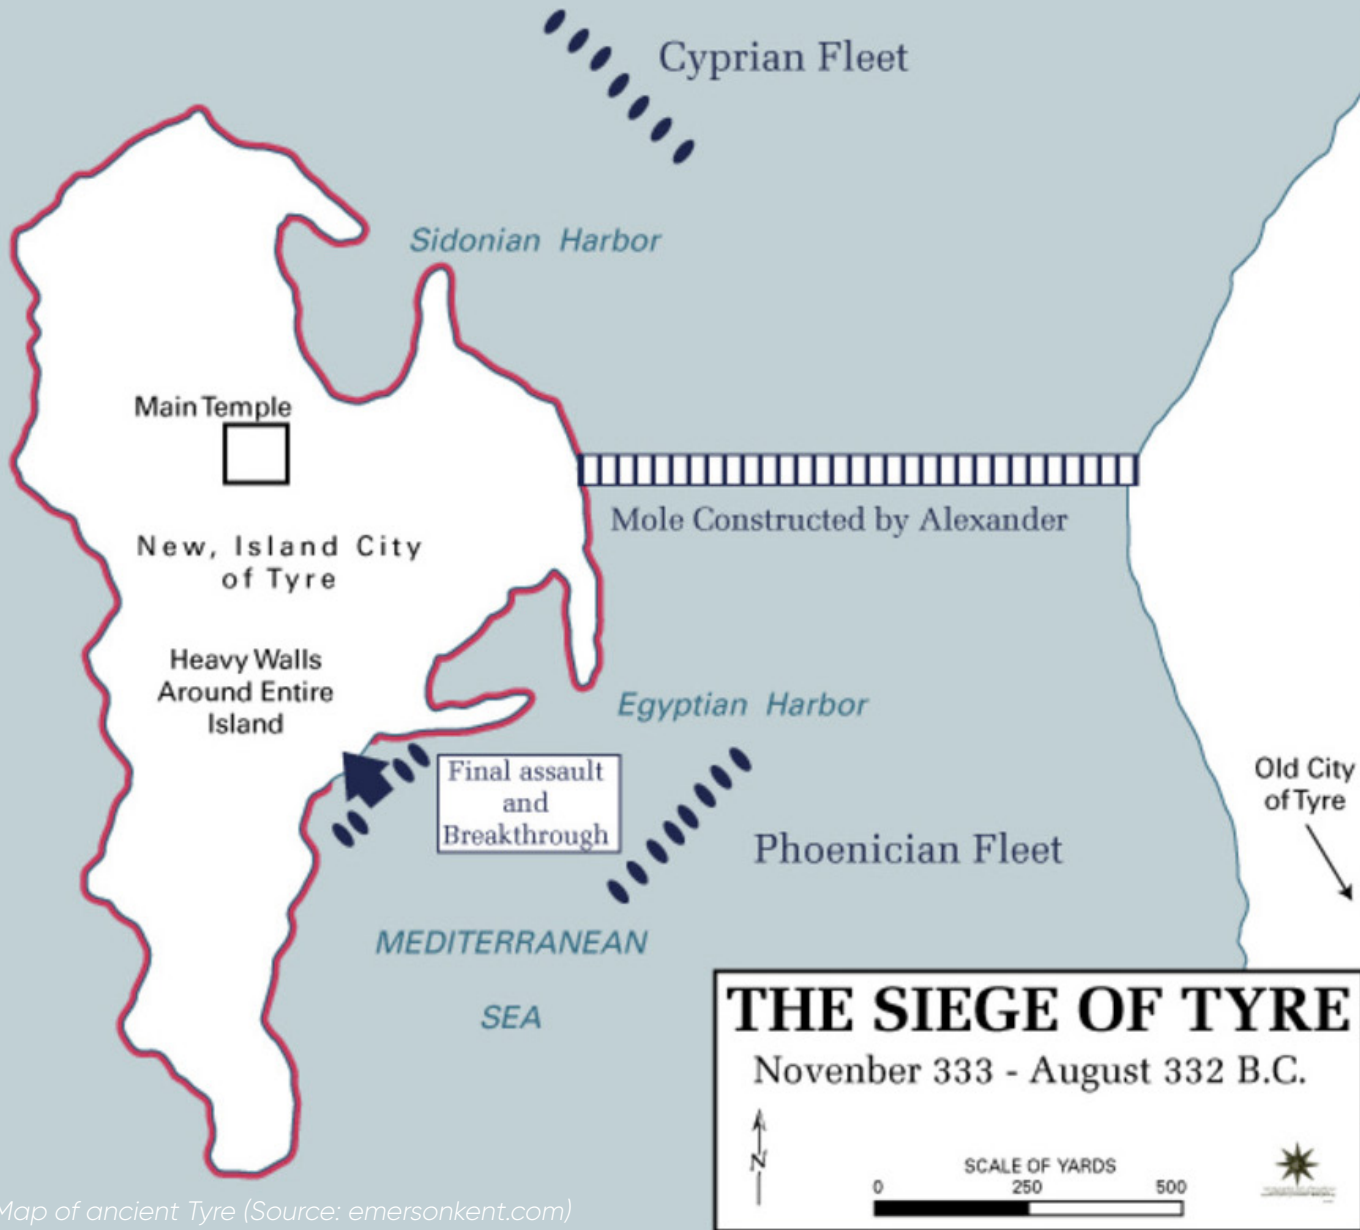 Cyprian Fleet
Sidonian Harbor
Main Temple
Mole Constructed by Alexander
New, Island City
of Tyre
Heavy Walls
Around Entire
Island
Egyptian Harbor
Final assault
and
Breakthrough
Old City
of Tyre
Phoenician Fleet
MEDITERRANEAN
SEA
THE SIEGE OF TYRE
Novenber 333 - August 332 B.C.
N
SCALE OF YARDS
0 250 500
Map of ancient Tyre (Source: emersonkent.com)